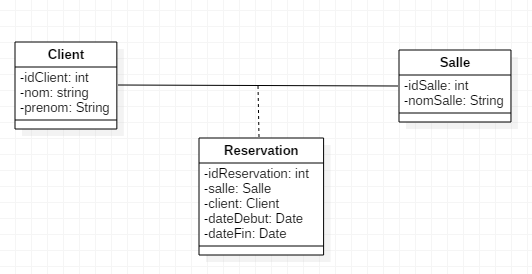 Client
-idClient: int
-nom: string
-prenom: String
Salle
-idSalle: int
-nomSalle: String
Reservation
-idReservation: int
-salle: Salle
-client: Client
-dateDebut: Date
-dateFin: Date